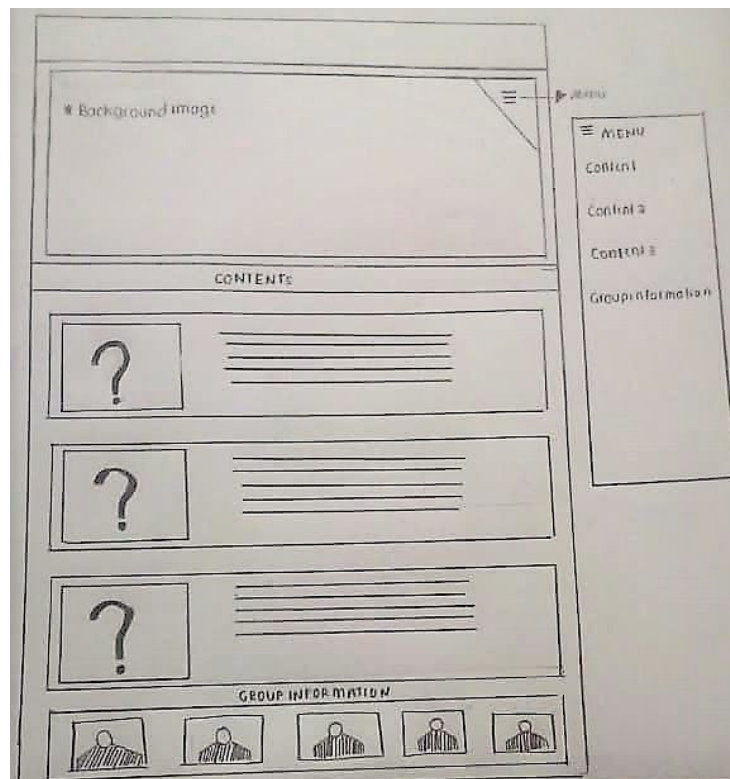 * Background image
Menu
MENU
Content
Content 2
Content 3
Group information
CONTENTS
?
?
?
GROUP INFORMATION